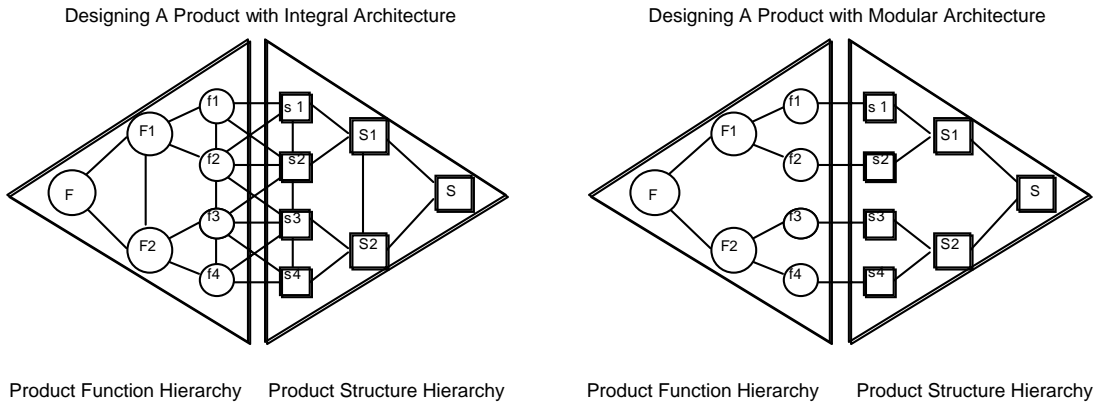 Designing A Product with Integral Architecture
f1
s 1
F1
S1
f2
s2
F
S
f3
s3
F2
S2
f4
s4
Product Function Hierarchy
Product Structure Hierarchy
Designing A Product with Modular Architecture
f1
s 1
F1
S1
f2
s2
F
S
f3
s3
F2
S2
f4
s4
Product Function Hierarchy
Product Structure Hierarchy